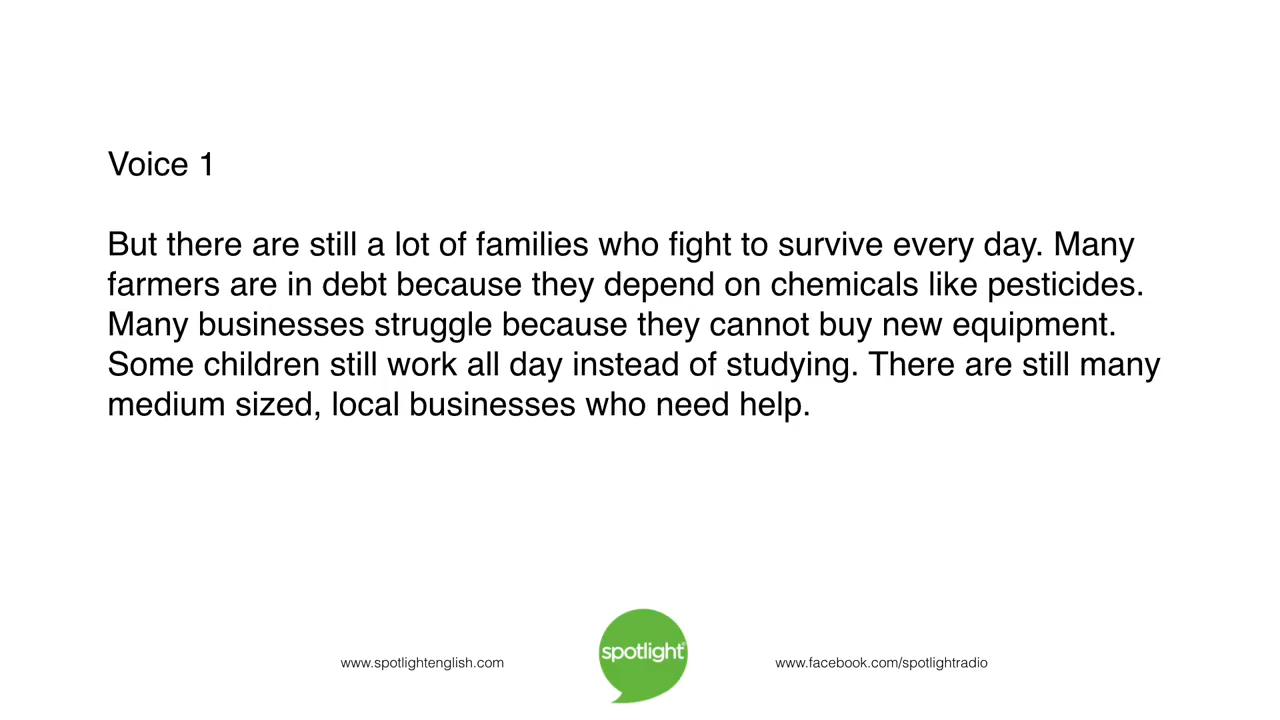 Voice 1
But there are still a lot of families who fight to survive every day. Many
farmers are in debt because they depend on chemicals like pesticides.
Many businesses struggle because they cannot buy new equipment.
Some children still work all day instead of studying. There are still many
medium sized, local businesses who need help.
www.spotlightenglish.com
spotlight®
www.facebook.com/spotlightradio